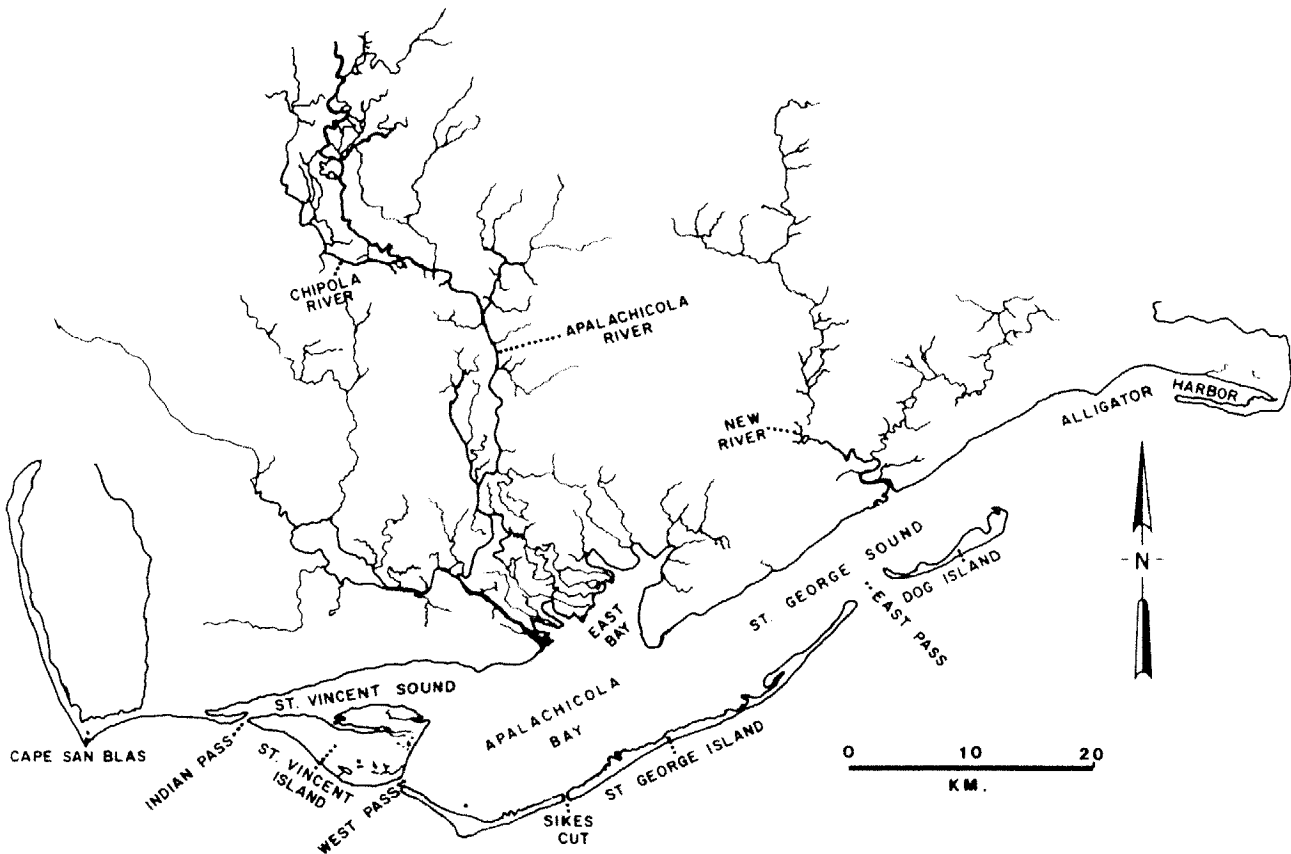 CHIPOLA
RIVER
APALACHICOLA
RIVER
NEW
RIVER
ALLIGATOR HARBOR
N
ST. GEORGE SOUND
DOG ISLAND
EAST PASS
EAST
BAY
ST. VINCENT SOUND
APALACHICOLA
BAY
CAPE SAN BLAS
INDIAN PASS
ST. VINCENT
ISLAND
WEST PASS
SIKES
CUT
ST GEORGE ISLAND
0 10 20
KM.